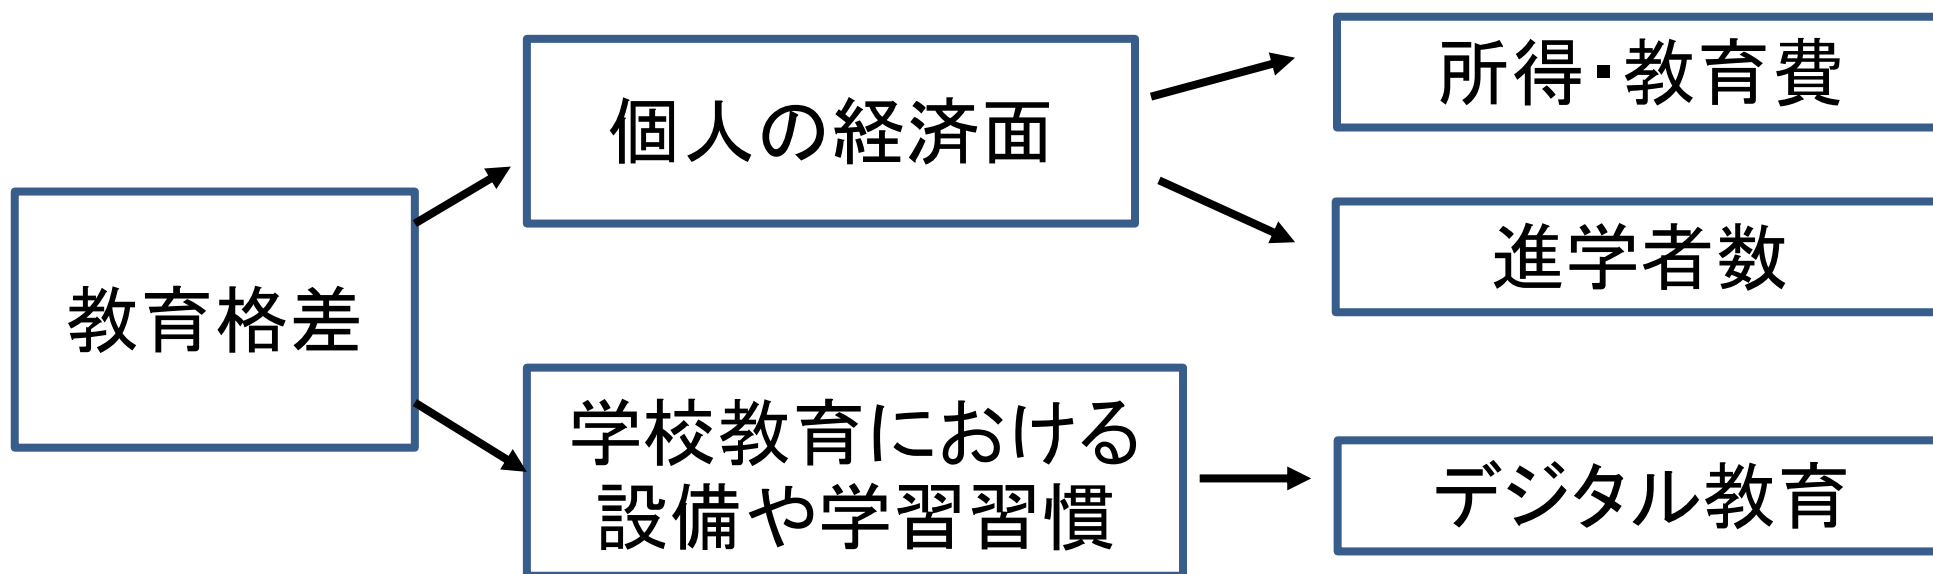 教育格差
個人の経済面
所得・教育費
進学者数
学校教育における
設備や学習習慣
デジタル教育